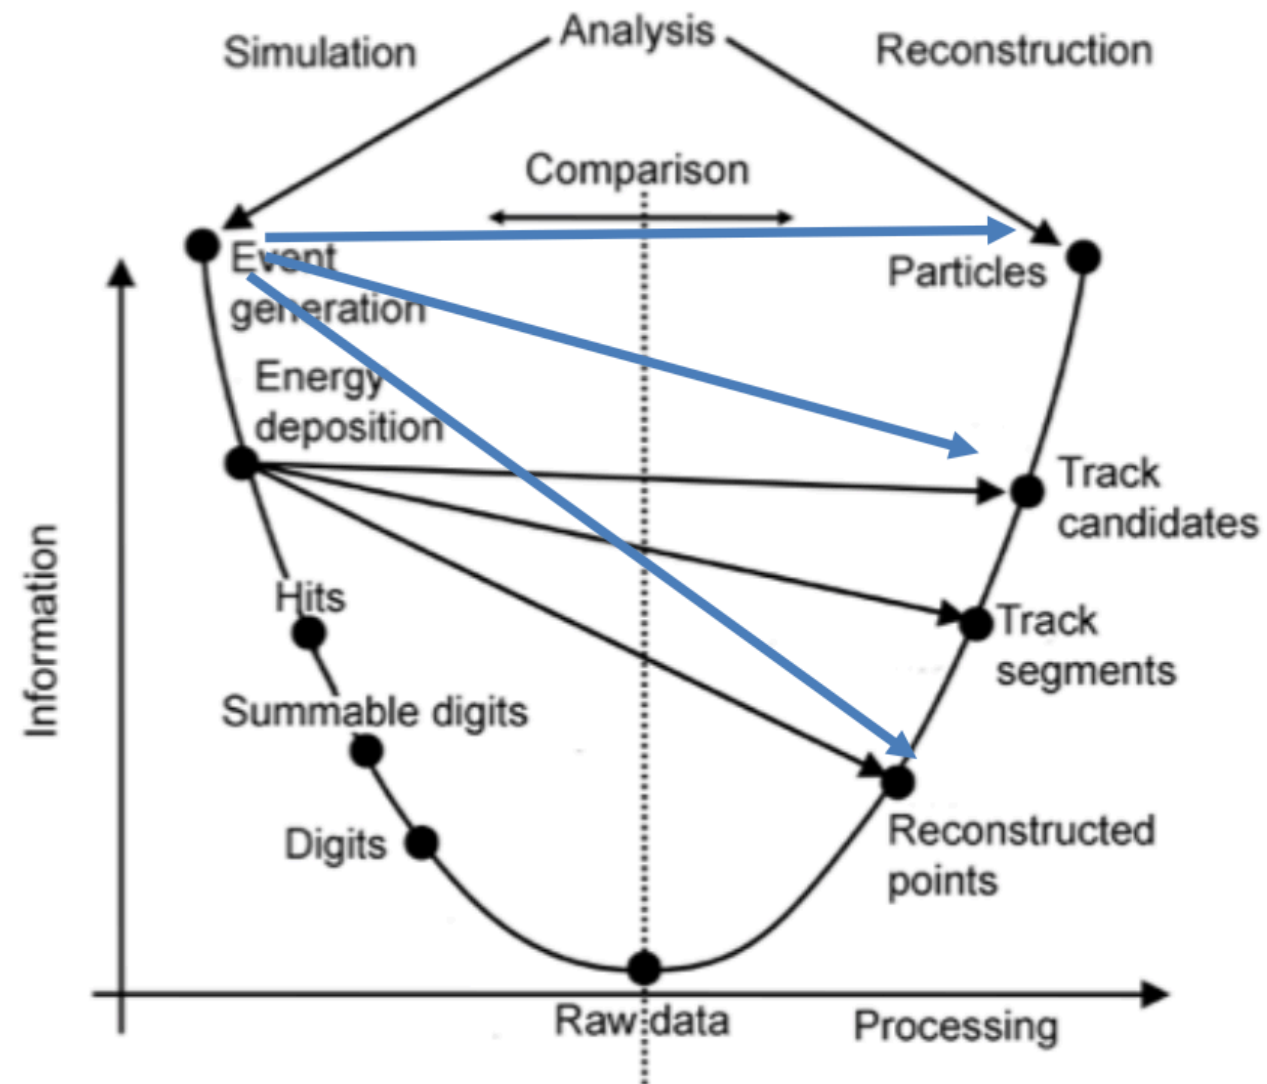 Analysis
Simulation
Reconstruction
Comparison
Event
generation
Particles
Energy
deposition
Track
candidates
Hits
Track
segments
Information
Summable digits
Digits
Reconstructed
points
Raw data
Processing